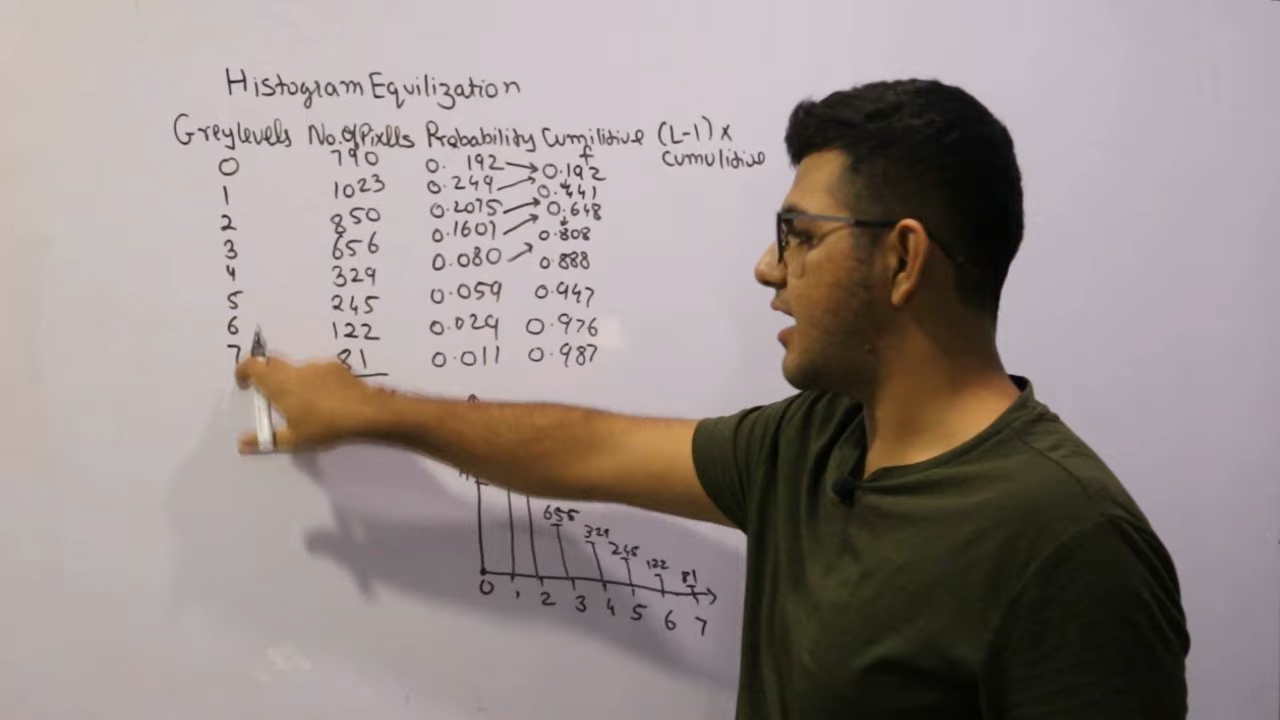 Histogram Equilization
Greylevels No. of Pixlls Probability Cumilitive (L-1) x cumulitive
0 790 0.192 0.192
1 1023 0.249 0.441
2 850 0.2075 0.648
3 656 0.1601 0.808
4 329 0.080 0.888
5 245 0.059 0.947
6 122 0.029 0.976
7 81 0.011 0.987
656 329 245 122 81
0 1 2 3 4 5 6 7